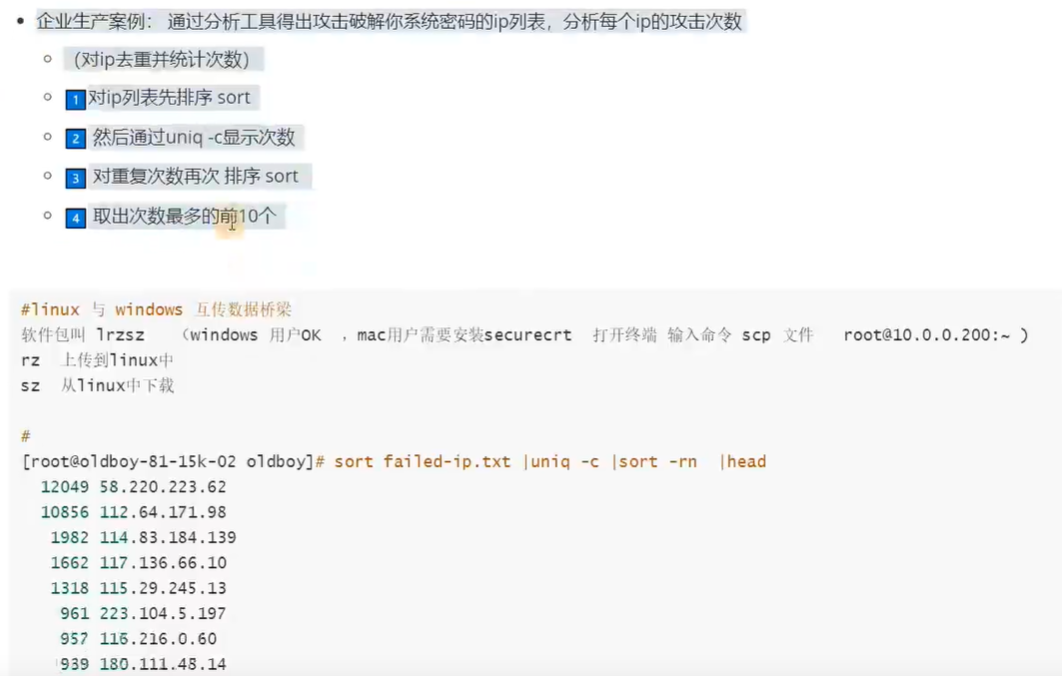 企业生产案例： 通过分析工具得出攻击破解你系统密码的ip列表，分析每个ip的攻击次数
（对ip去重并统计次数）
1 对ip列表先排序 sort
2 然后通过uniq -c显示次数
3 对重复次数再次 排序 sort
4 取出次数最多的前10个
#linux 与 windows 互传数据桥梁
软件包叫 lrzsz （windows 用户OK ，mac用户需要安装securecrt 打开终端 输入命令 scp 文件 root@10.0.0.200:~ )
rz 上传到linux中
sz 从linux中下载
#
[root@oldboy-81-15k-02 oldboy]# sort failed-ip.txt |uniq -c |sort -rn |head
12049 58.220.223.62
10856 112.64.171.98
1982 114.83.184.139
1662 117.136.66.10
1318 115.29.245.13
961 223.104.5.197
957 116.216.0.60
939 180.111.48.14